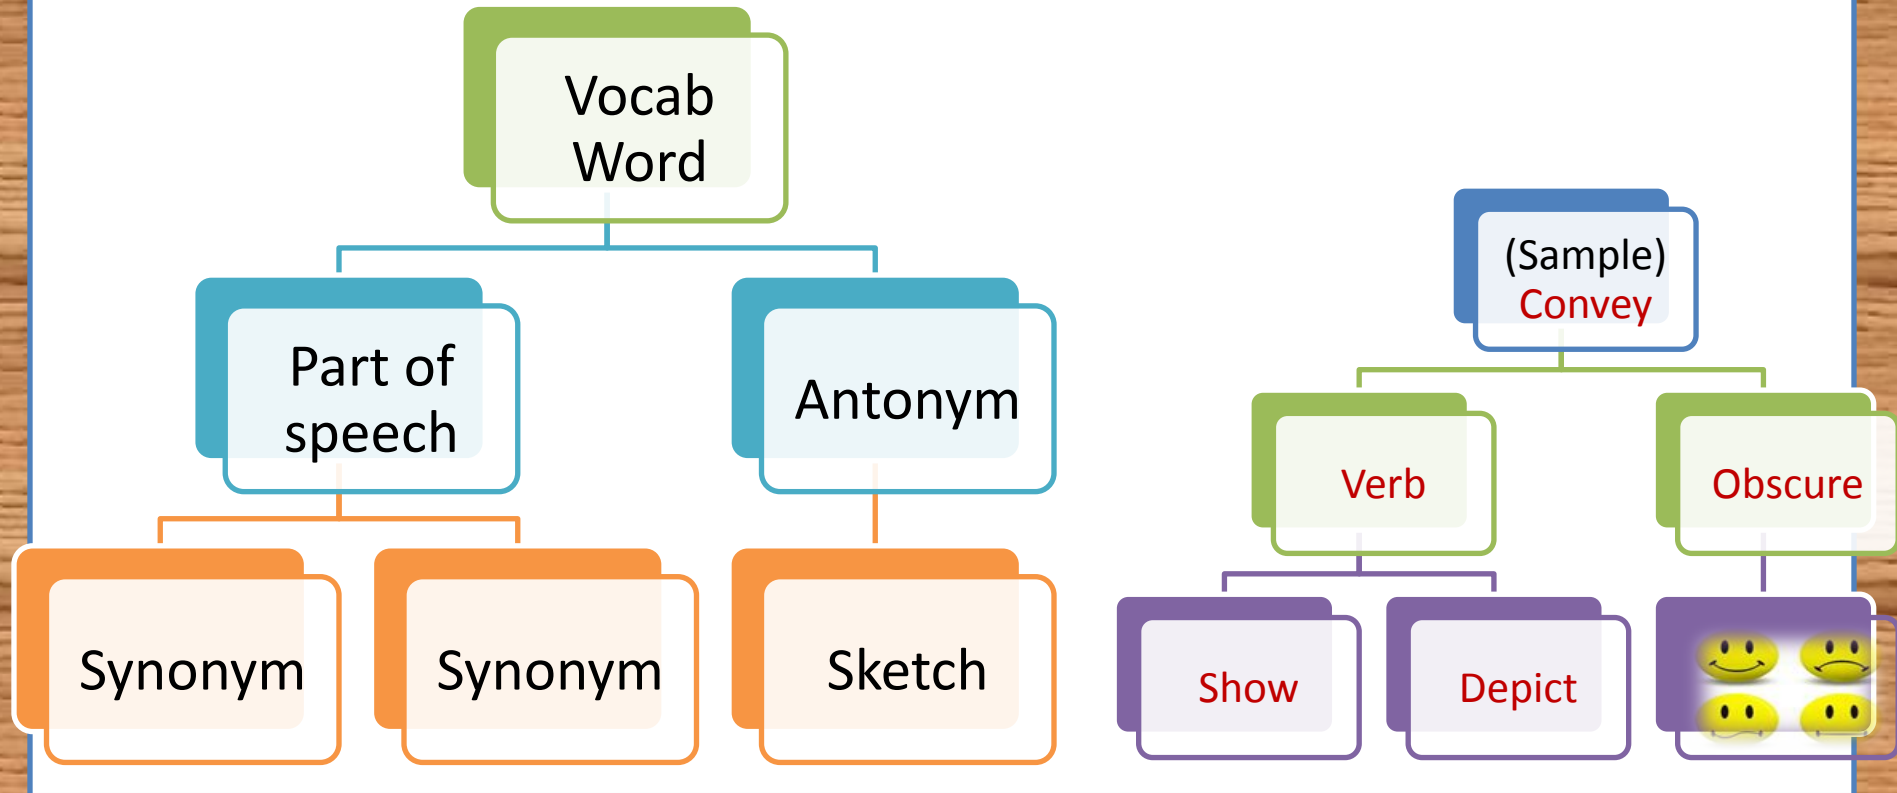 Vocab
Word
Part of
speech
Antonym
Synonym
Synonym
Sketch
(Sample)
Convey
Verb
Obscure
Show
Depict